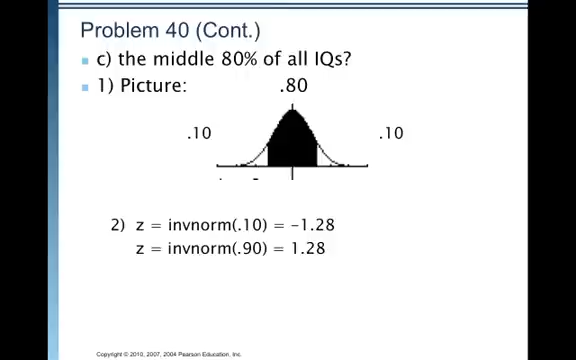 Problem 40 (Cont.)
c) the middle 80% of all IQs?
1) Picture:
.80
.10
.10
2) z = invnorm(.10) = -1.28
z = invnorm(.90) = 1.28
Copyright © 2010, 2007, 2004 Pearson Education, Inc.